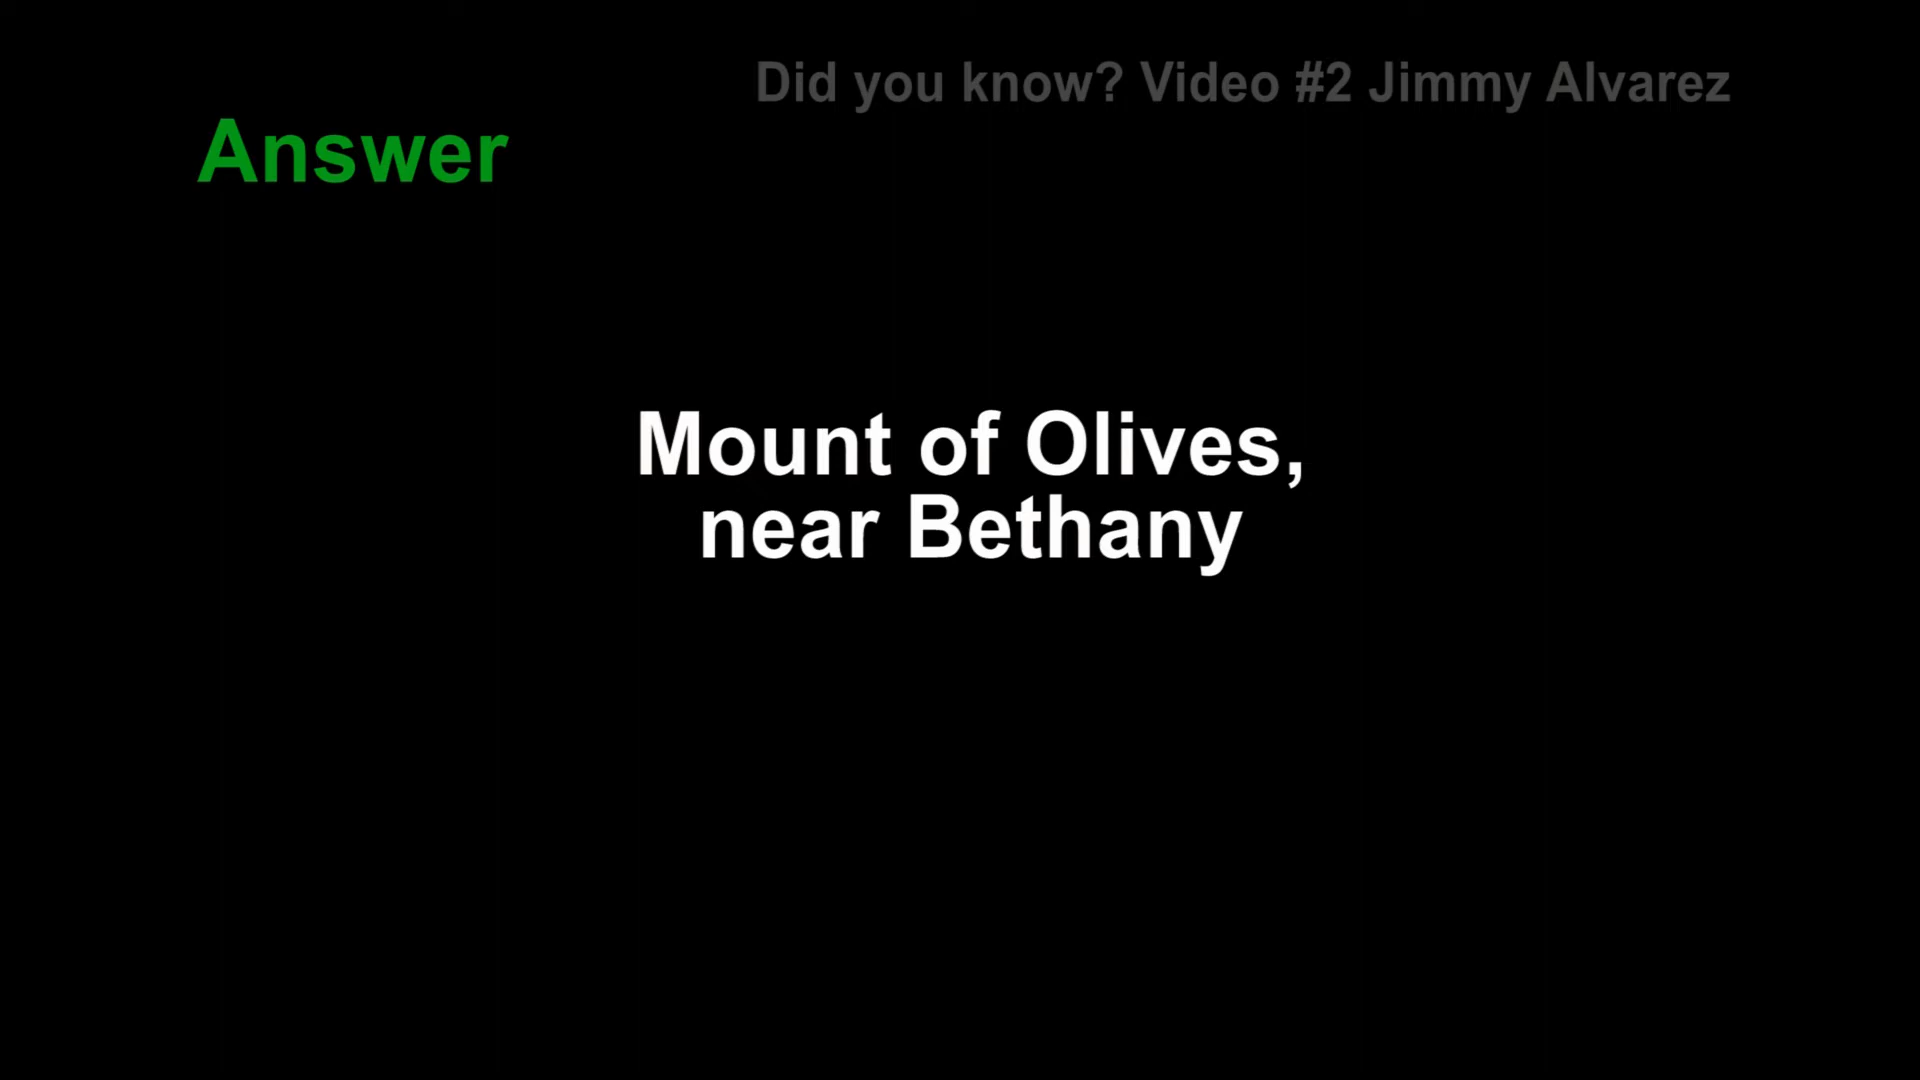 Did you know? Video #2 Jimmy Alvarez
Answer
Mount of Olives,
near Bethany